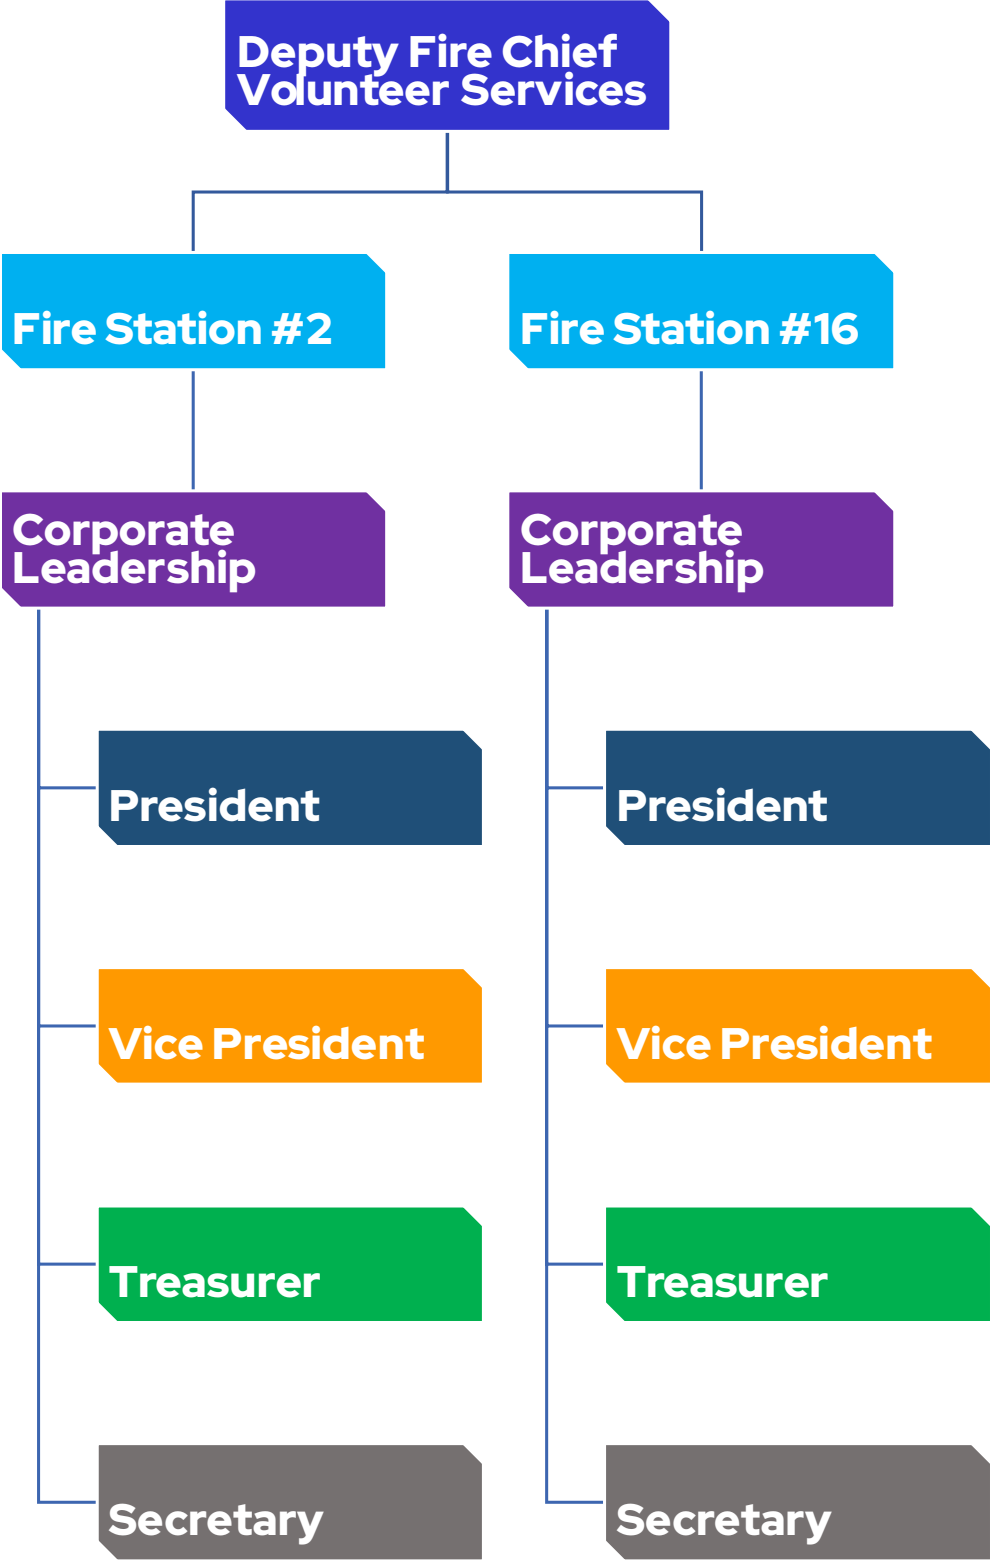 Deputy Fire Chief
Volunteer Services
Fire Station #2
Fire Station #16
Corporate
Leadership
Corporate
Leadership
President
President
Vice President
Vice President
Treasurer
Treasurer
Secretary
Secretary